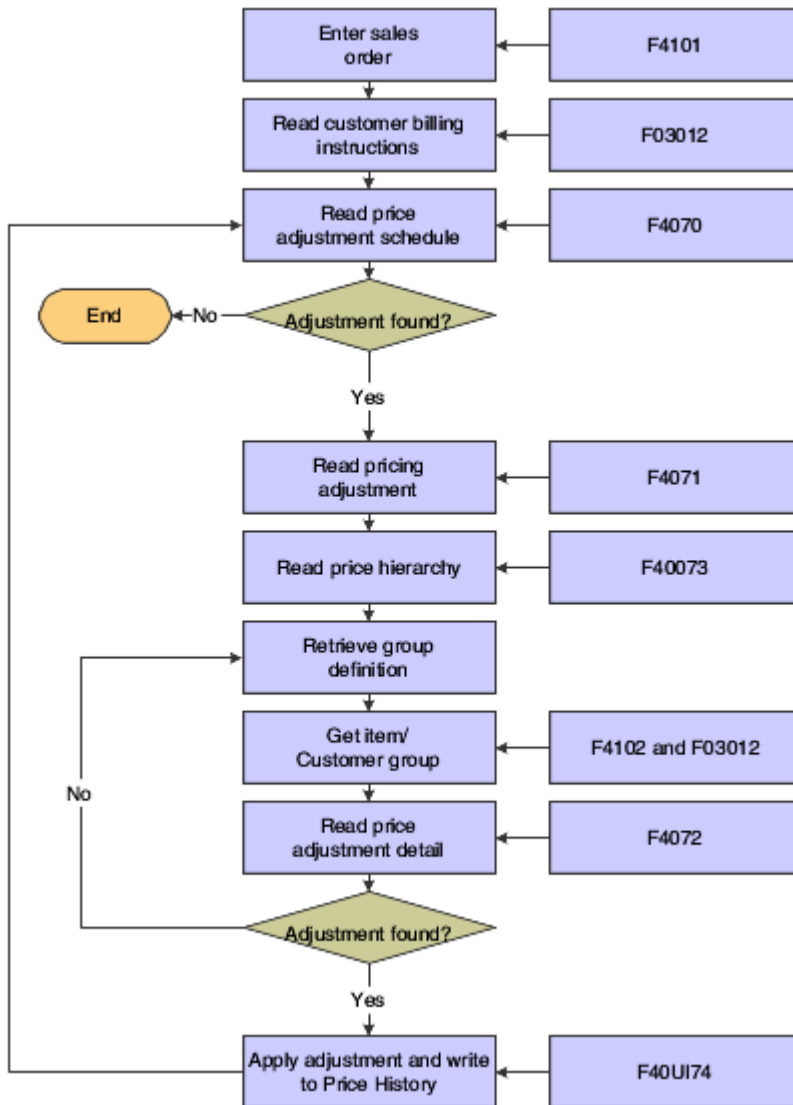 Enter sales
order
F4101
Read customer billing
instructions
F03012
Read price
adjustment schedule
F4070
End
No
Adjustment found?
Yes
Read pricing
adjustment
F4071
Read price hierarchy
F40073
Retrieve group
definition
Get item/
Customer group
F4102 and F03012
No
Read price
adjustment detail
F4072
Adjustment found?
Yes
Apply adjustment and write
to Price History
F40UI74